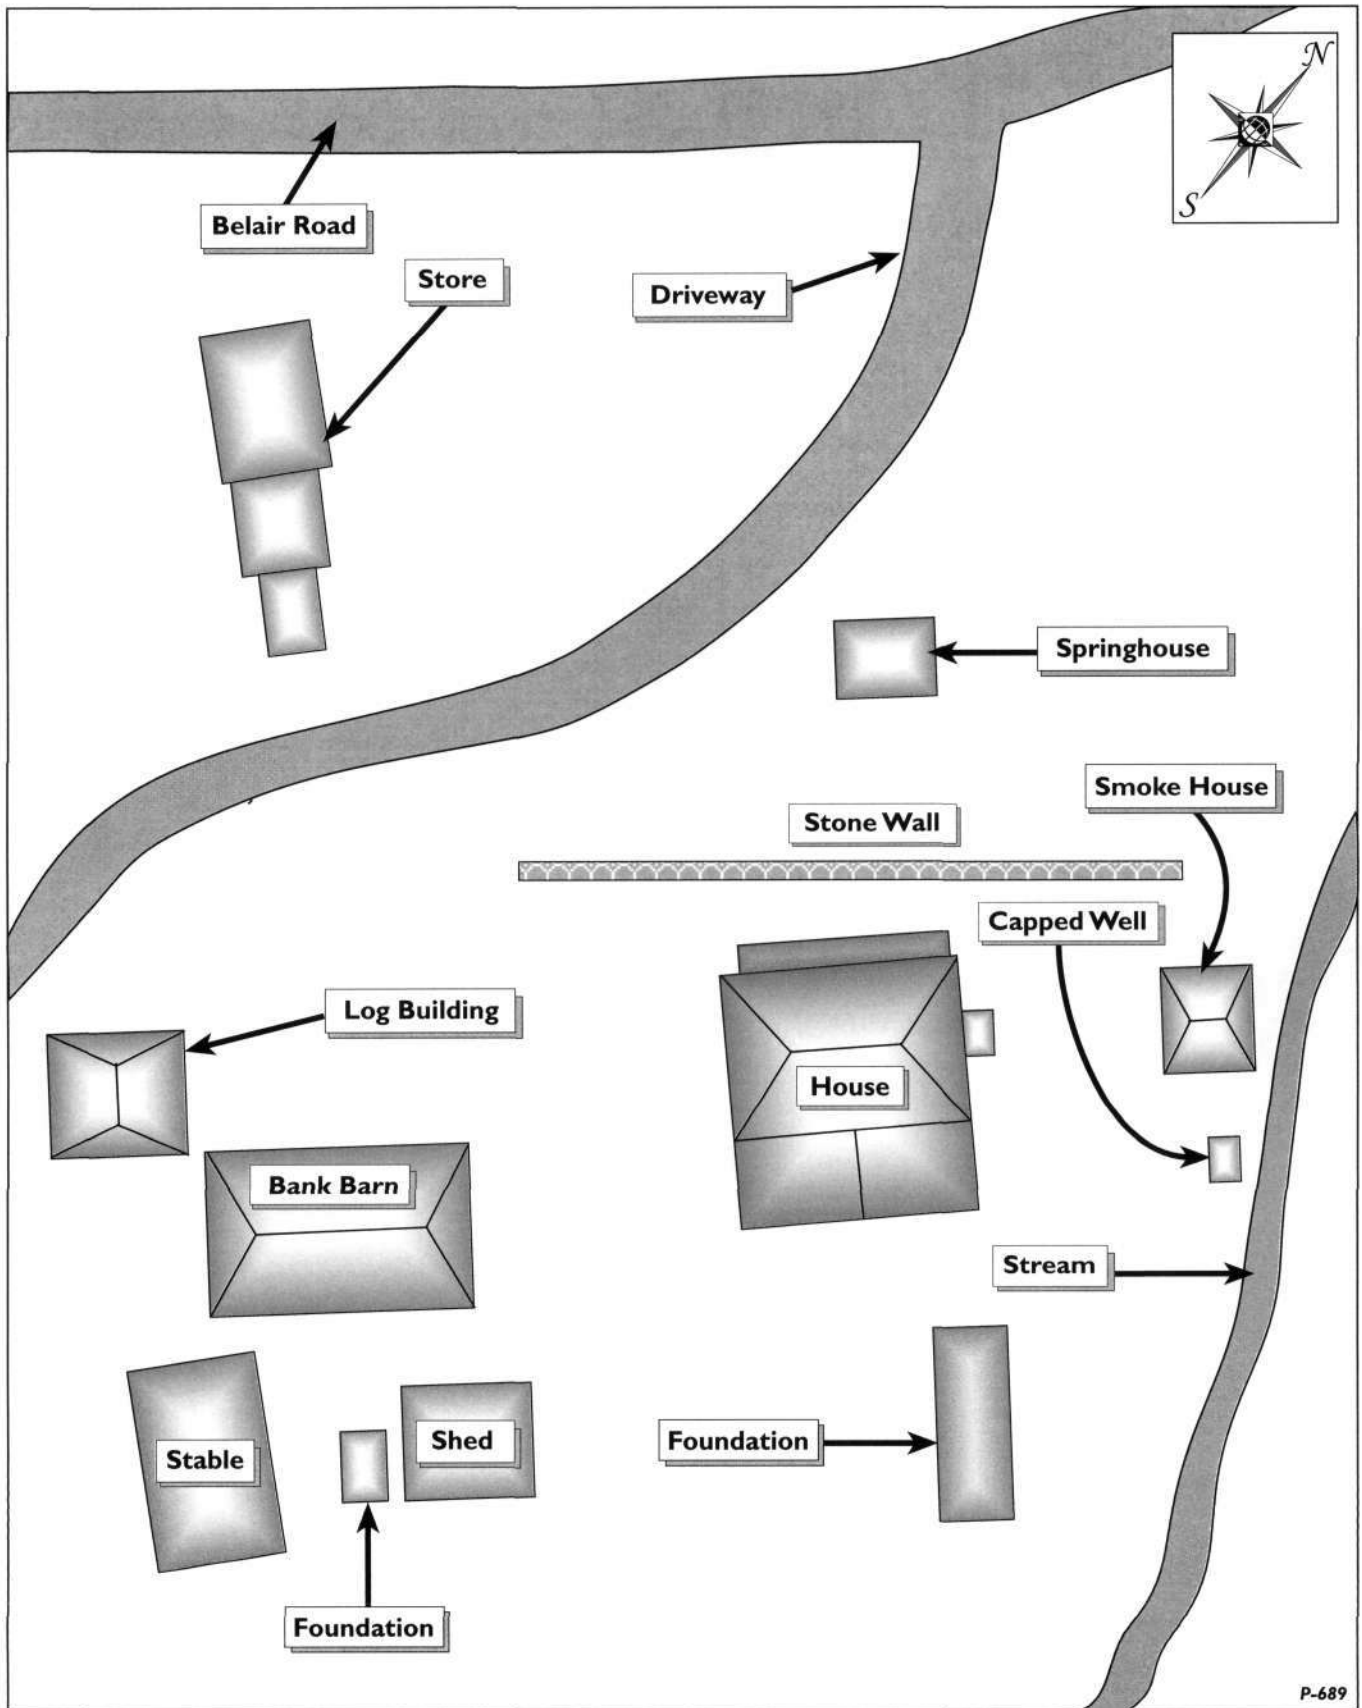 N
S
Belair Road
Store
Driveway
Springhouse
Smoke House
Stone Wall
Capped Well
Log Building
House
Bank Barn
Stream
Shed
Foundation
Stable
Foundation
P-689